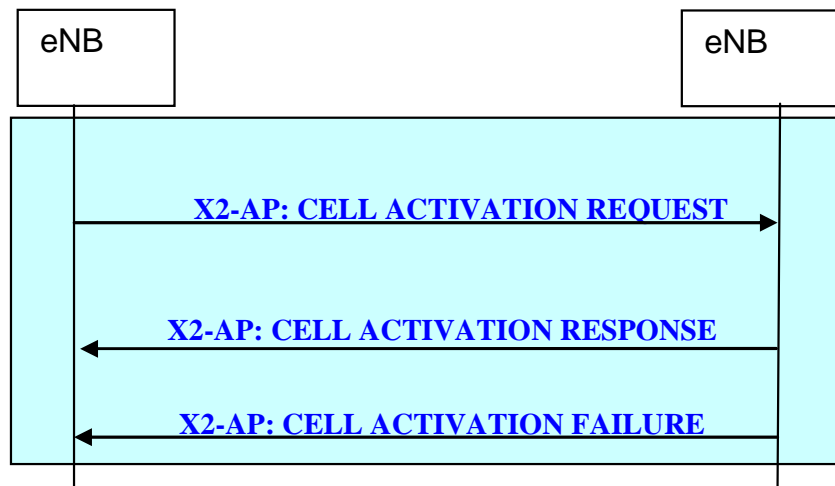 eNB
eNB
X2-AP: CELL ACTIVATION REQUEST
X2-AP: CELL ACTIVATION RESPONSE
X2-AP: CELL ACTIVATION FAILURE